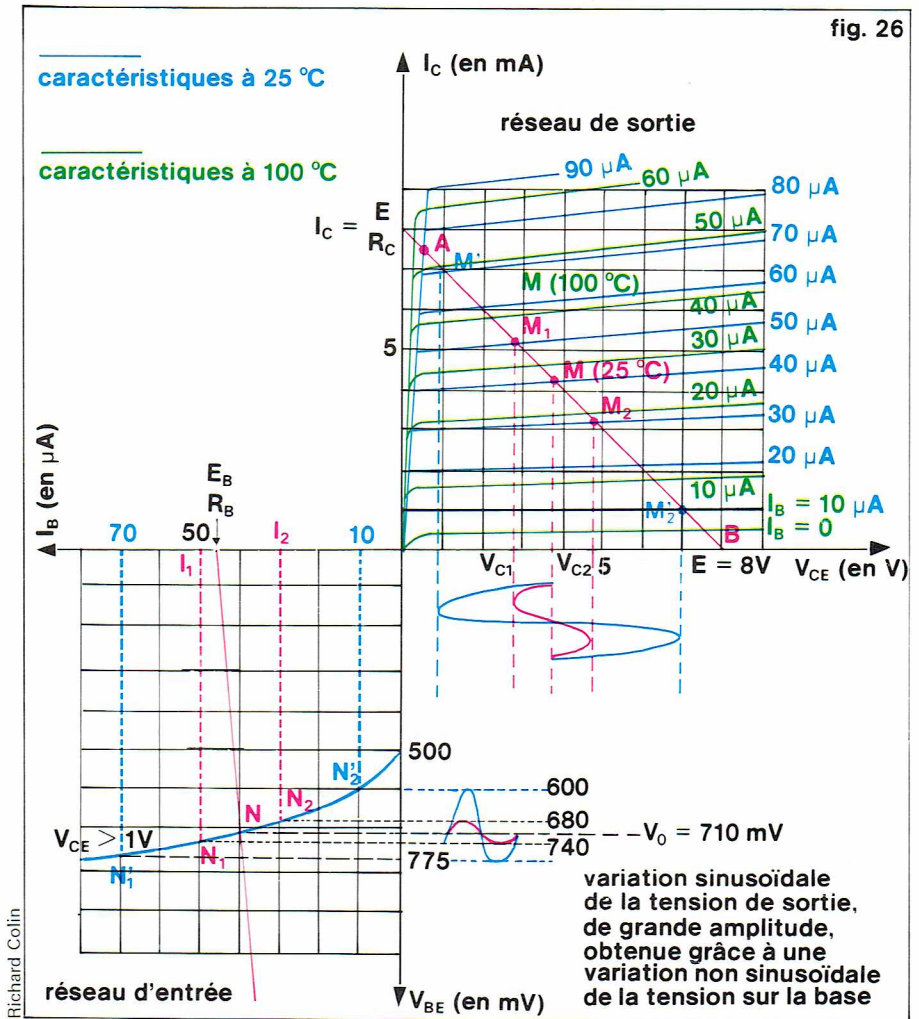 fig. 26
caractéristiques à 25 °C
I_C (en mA)
réseau de sortie
caractéristiques à 100 °C
90 µA
60 µA
80 µA
I_C = E
R_C
A
50 µA
70 µA
M'
60 µA
M (100 °C)
40 µA
M₁
50 µA
5
30 µA
40 µA
M (25 °C)
20 µA
M₂
30 µA
20 µA
10 µA
M'₂
I_B = 10 µA
I_B = 0
B
I_B (en µA)
E_B
R_B
70
50
I₂
10
I₁
V_C1
V_C2
5
E = 8V
V_CE (en V)
500
N'₂
600
N
N₂
680
V_CE > 1V
V₀ = 710 mV
N₁
740
775
N'₁
variation sinusoïdale
de la tension de sortie,
de grande amplitude,
obtenue grâce à une
variation non sinusoïdale
de la tension sur la base
réseau d'entrée
V_BE (en mV)
Richard Colin